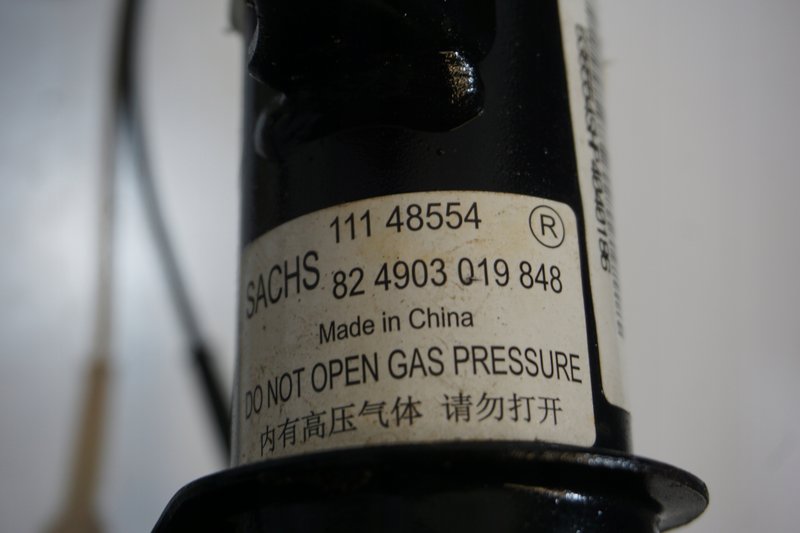 111 48554 ®
SACHS
82 4903 019 848
Made in China
DO NOT OPEN GAS PRESSURE
内有高压气体 请勿打开